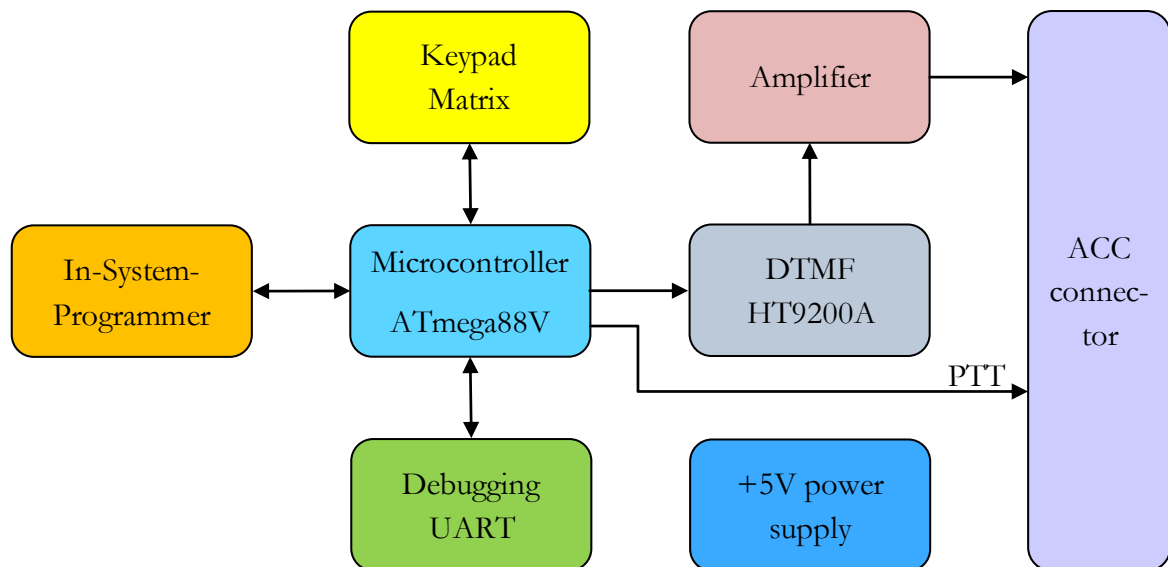 Keypad
Matrix
Amplifier
In-System-
Programmer
Microcontroller
ATmega88V
DTMF
HT9200A
ACC
connec-
tor
PTT
Debugging
UART
+5V power
supply